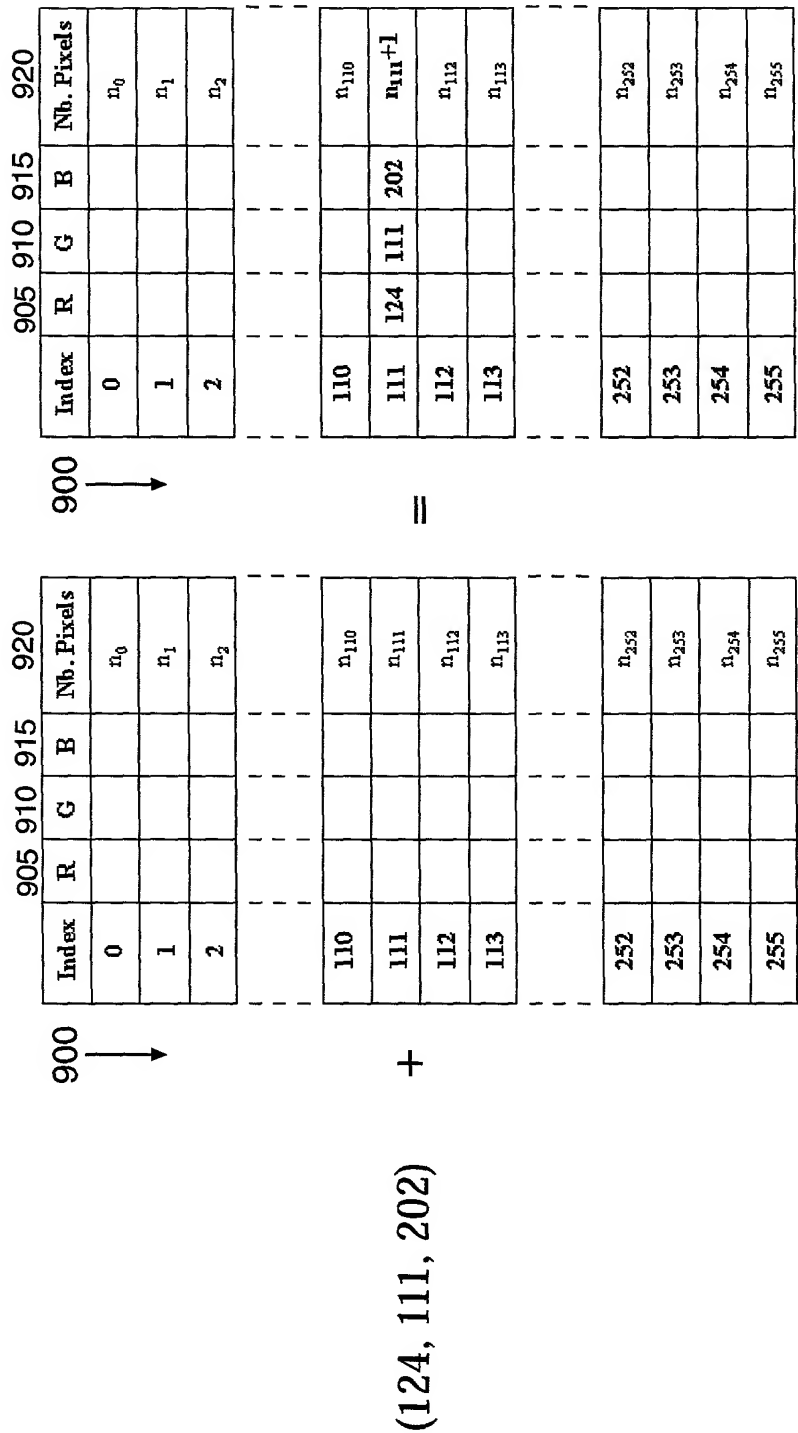 (124, 111, 202)
+
900
905 910 915 920
Index R G B Nb. Pixels
0 n0
1 n1
2 n2
110 n110
111 n111
112 n112
113 n113
252 n252
253 n253
254 n254
255 n255
=
900
905 910 915 920
Index R G B Nb. Pixels
0 n0
1 n1
2 n2
110 n110
111 124 111 202 n111+1
112 n112
113 n113
252 n252
253 n253
254 n254
255 n255